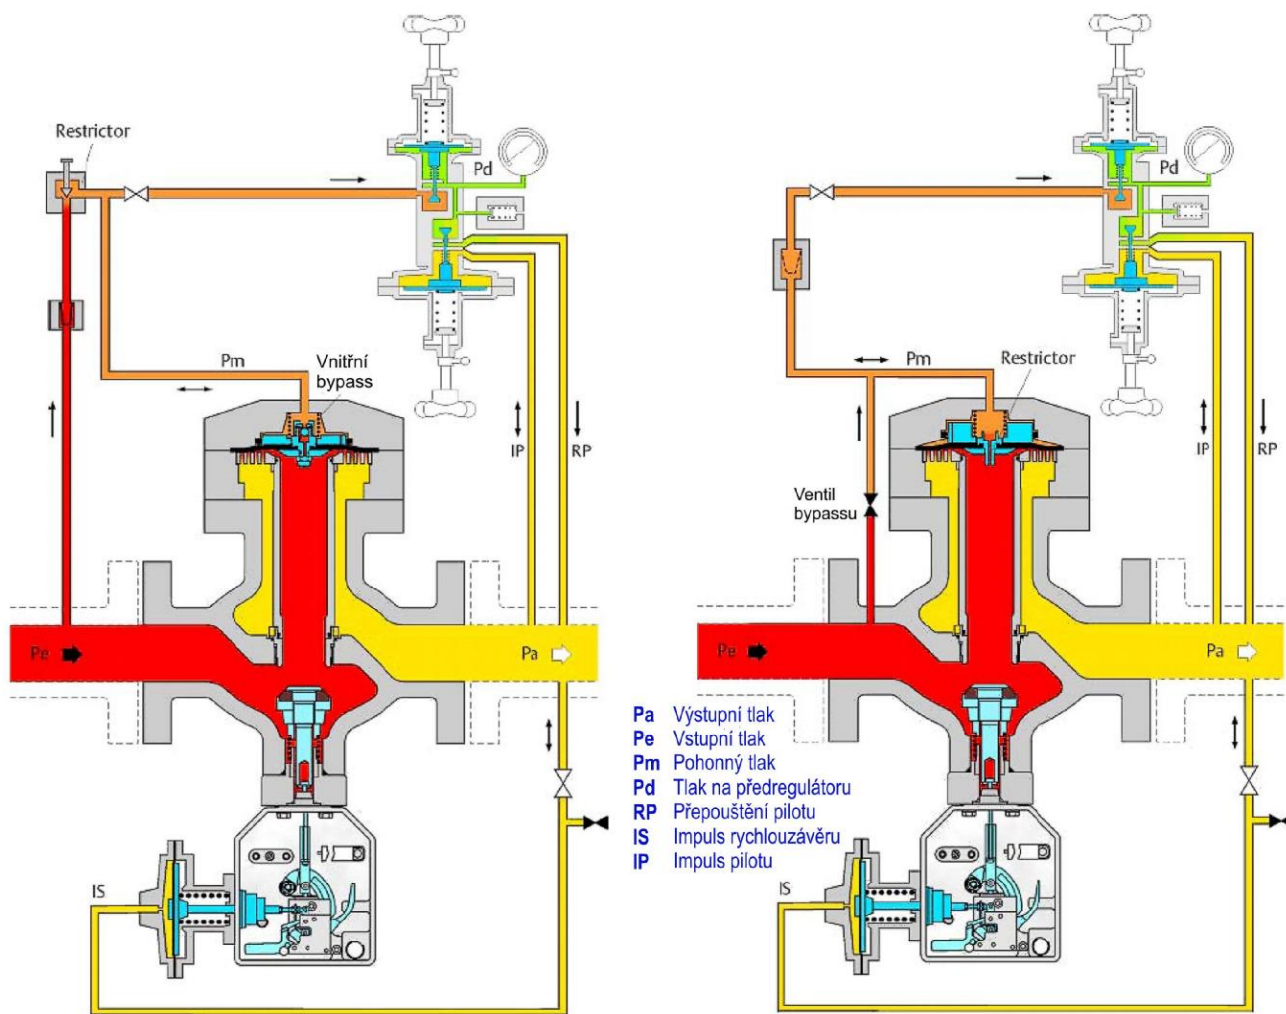 Restrictor
Pd
Pm
Vnitřní
bypass
IP
RP
Pe
Pa
IS
Pd
Pm
Restrictor
IP
RP
Ventil
bypassu
Pe
Pa
IS
Pa Výstupní tlak
Pe Vstupní tlak
Pm Pohonný tlak
Pd Tlak na předregulátoru
RP Přepouštění pilotu
IS Impuls rychlouzávěru
IP Impuls pilotu